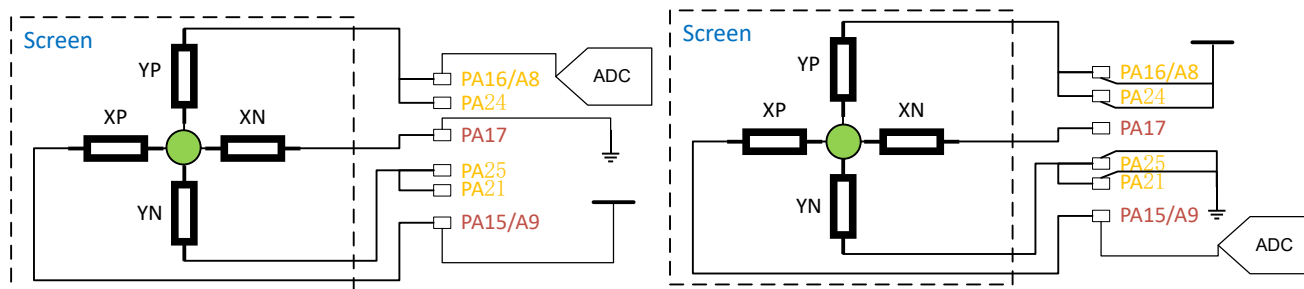 Screen
YP
XP
XN
YN
PA16/A8
PA24
PA17
PA25
PA21
PA15/A9
ADC
Screen
YP
XP
XN
YN
PA16/A8
PA24
PA17
PA25
PA21
PA15/A9
ADC